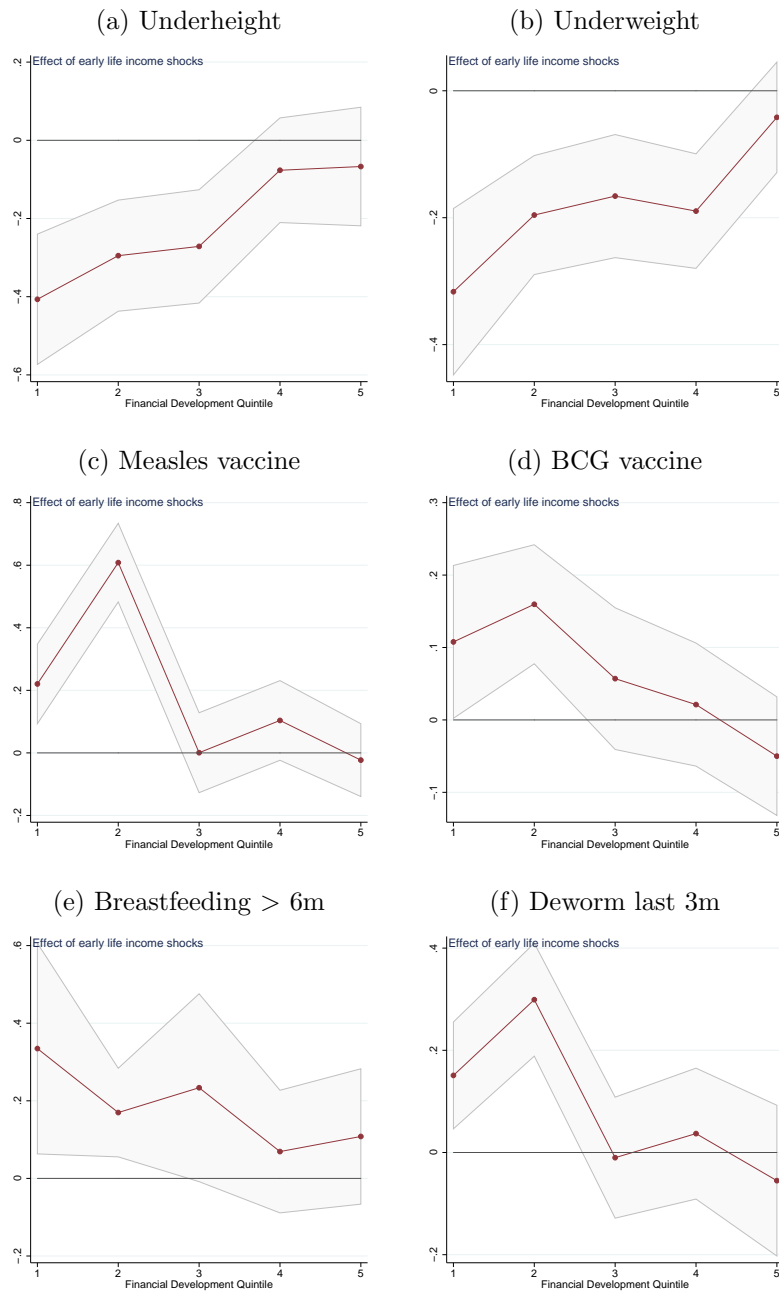 (a) Underheight
(b) Underweight
Effect of early life income shocks
.2
0
-.2
-.4
-.6
1 2 3 4 5
Financial Development Quintile
Effect of early life income shocks
0
-.2
-.4
1 2 3 4 5
Financial Development Quintile
(c) Measles vaccine
(d) BCG vaccine
Effect of early life income shocks
.8
.6
.4
.2
0
-.2
1 2 3 4 5
Financial Development Quintile
Effect of early life income shocks
.3
.2
.1
0
-.1
1 2 3 4 5
Financial Development Quintile
(e) Breastfeeding > 6m
(f) Deworm last 3m
Effect of early life income shocks
.6
.4
.2
0
-.2
1 2 3 4 5
Financial Development Quintile
Effect of early life income shocks
.4
.2
0
-.2
1 2 3 4 5
Financial Development Quintile